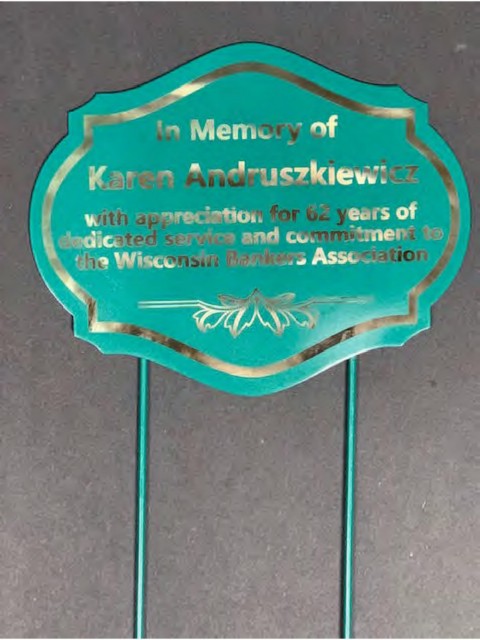 In Memory of
Karen Andruszkiewicz
with appreciation for 62 years of
dedicated service and commitment to
the Wisconsin Bankers Association